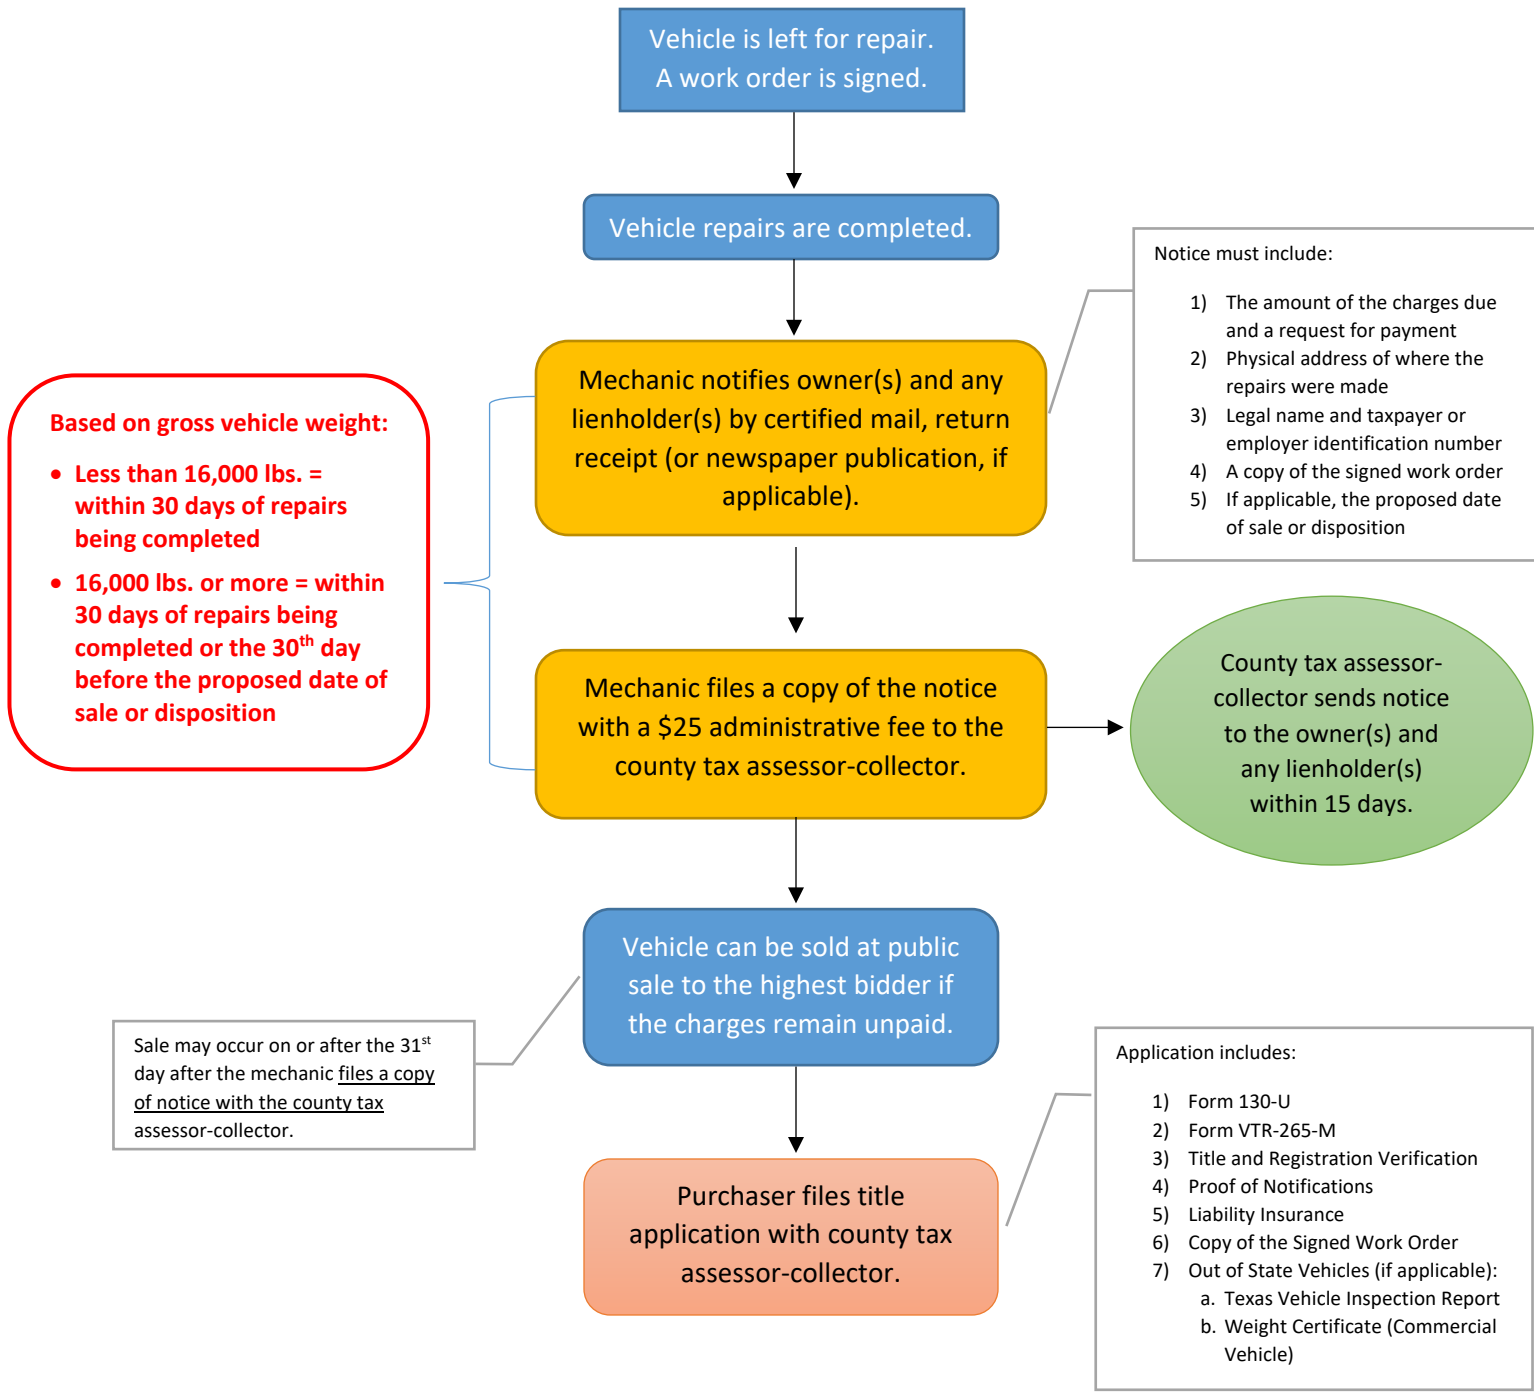 Vehicle is left for repair.
A work order is signed.
Vehicle repairs are completed.
Notice must include:
1) The amount of the charges due
and a request for payment
2) Physical address of where the
repairs were made
3) Legal name and taxpayer or
employer identification number
4) A copy of the signed work order
5) If applicable, the proposed date
of sale or disposition
Mechanic notifies owner(s) and any
lienholder(s) by certified mail, return
receipt (or newspaper publication, if
applicable).
Based on gross vehicle weight:
• Less than 16,000 lbs. =
within 30 days of repairs
being completed
• 16,000 lbs. or more = within
30 days of repairs being
completed or the 30th day
before the proposed date of
sale or disposition
Mechanic files a copy of the notice
with a $25 administrative fee to the
county tax assessor-collector.
County tax assessor-
collector sends notice
to the owner(s) and
any lienholder(s)
within 15 days.
Vehicle can be sold at public
sale to the highest bidder if
the charges remain unpaid.
Sale may occur on or after the 31st
day after the mechanic files a copy
of notice with the county tax
assessor-collector.
Purchaser files title
application with county tax
assessor-collector.
Application includes:
1) Form 130-U
2) Form VTR-265-M
3) Title and Registration Verification
4) Proof of Notifications
5) Liability Insurance
6) Copy of the Signed Work Order
7) Out of State Vehicles (if applicable):
a. Texas Vehicle Inspection Report
b. Weight Certificate (Commercial
Vehicle)